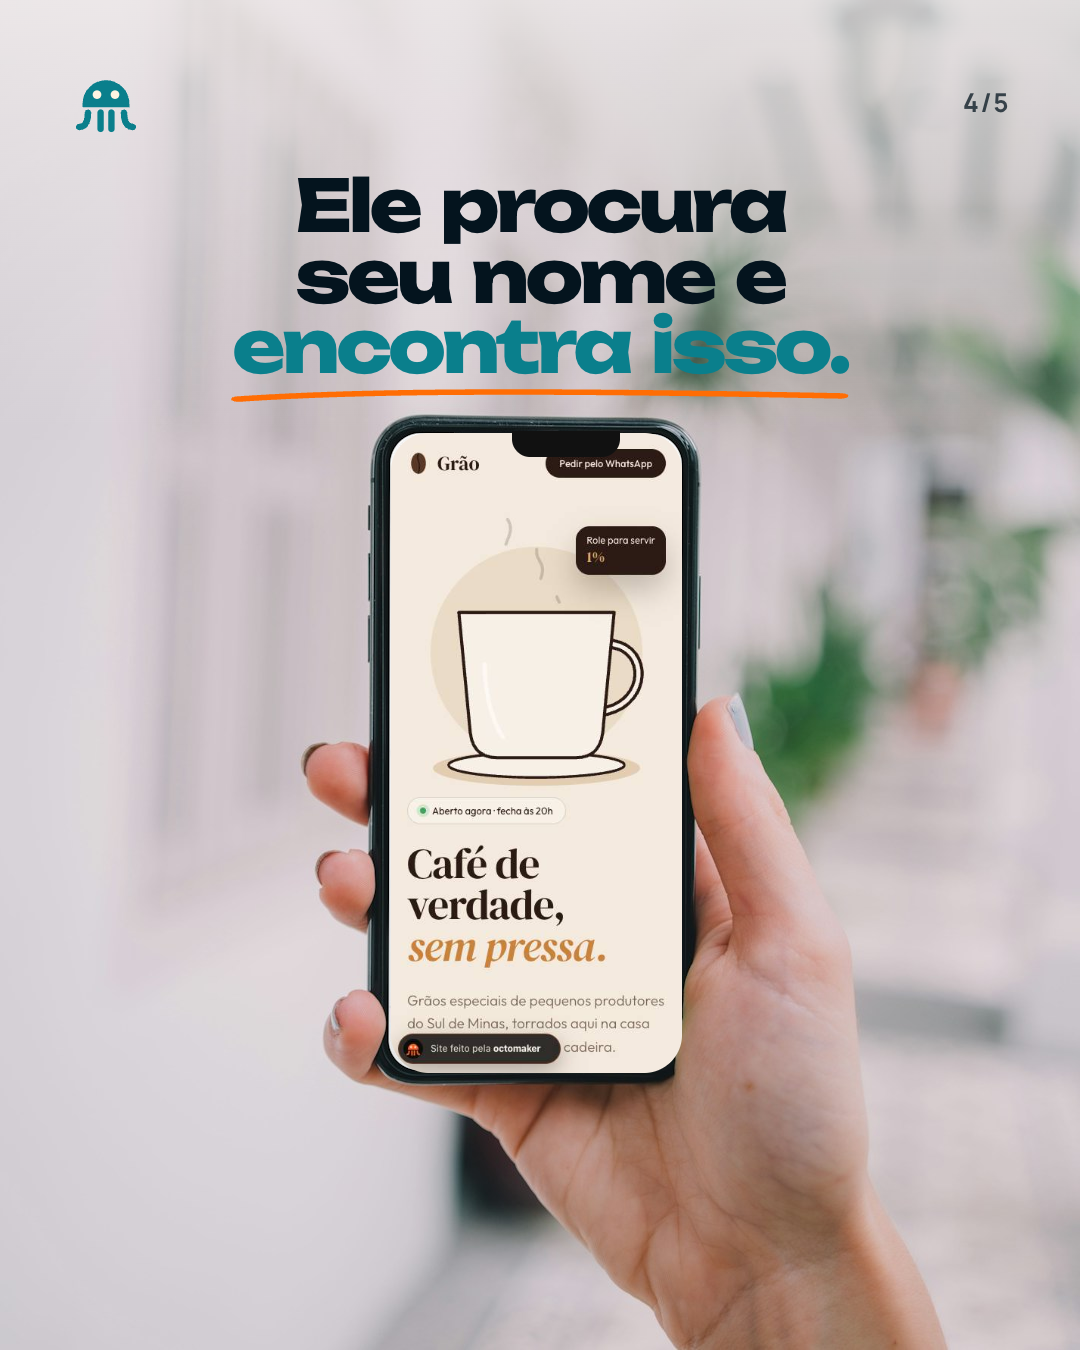 4/5
Ele procura
seu nome e
encontra isso.
Grão
Pedir pelo WhatsApp
Role para servir
1%
Aberto agora · fecha às 20h
Café de
verdade,
sem pressa.
Grãos especiais de pequenos produtores
do Sul de Minas, torrados aqui na casa
cadeira.
Site feito pela octomaker